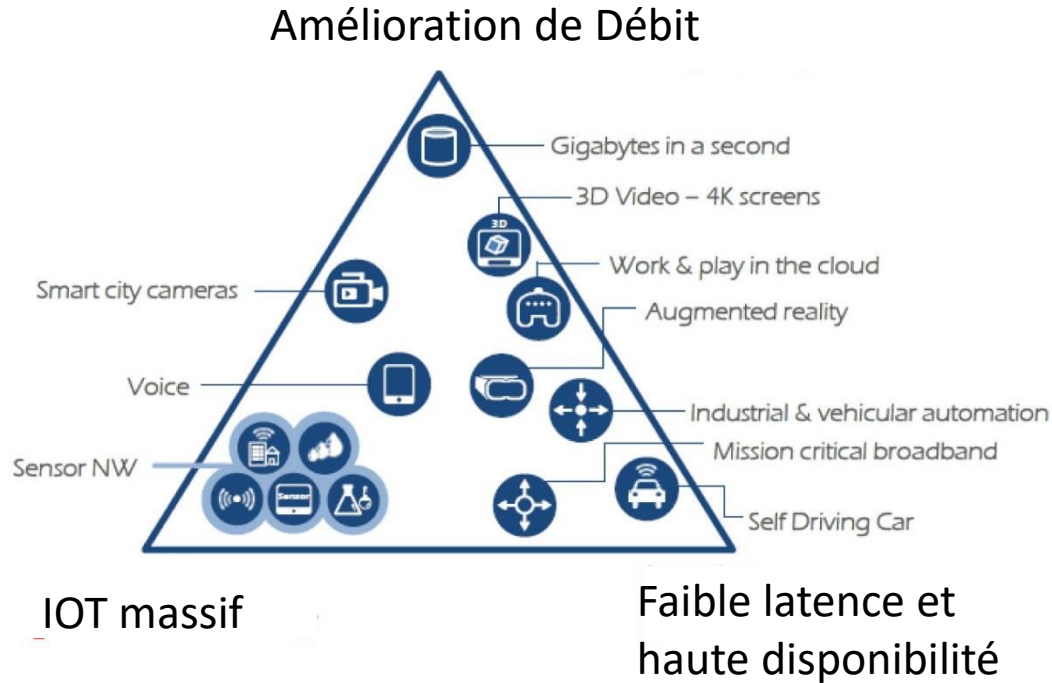 Amélioration de Débit
Gigabytes in a second
3D Video – 4K screens
3D
Work & play in the cloud
Smart city cameras
Augmented reality
Voice
Industrial & vehicular automation
Mission critical broadband
Sensor NW
Sensor
Self Driving Car
IOT massif
Faible latence et
haute disponibilité